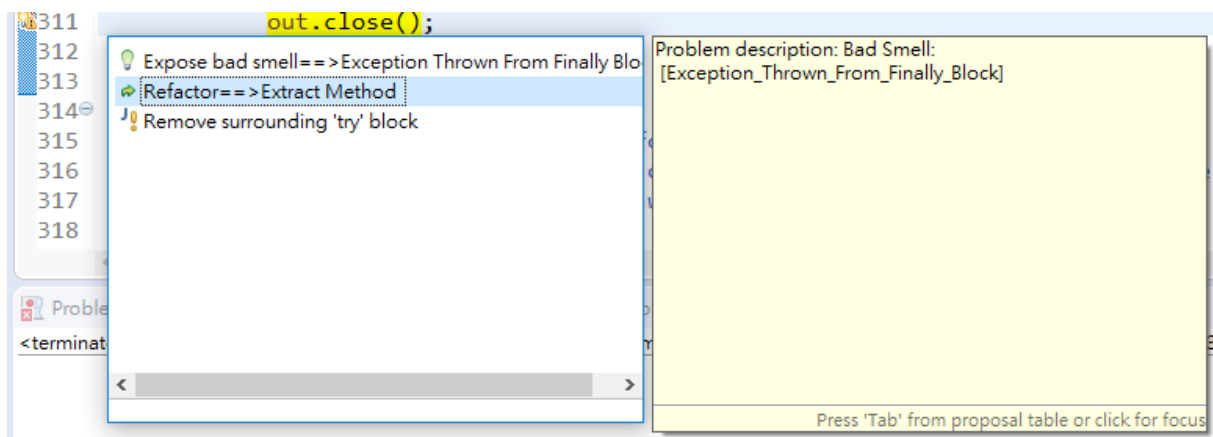 311 out.close();
312
313
314
315
316
317
318
Expose bad smell==>Exception Thrown From Finally Blo
Refactor==>Extract Method
Remove surrounding 'try' block
Problem description: Bad Smell:
[Exception_Thrown_From_Finally_Block]
Press 'Tab' from proposal table or click for focus
Proble
<terminat